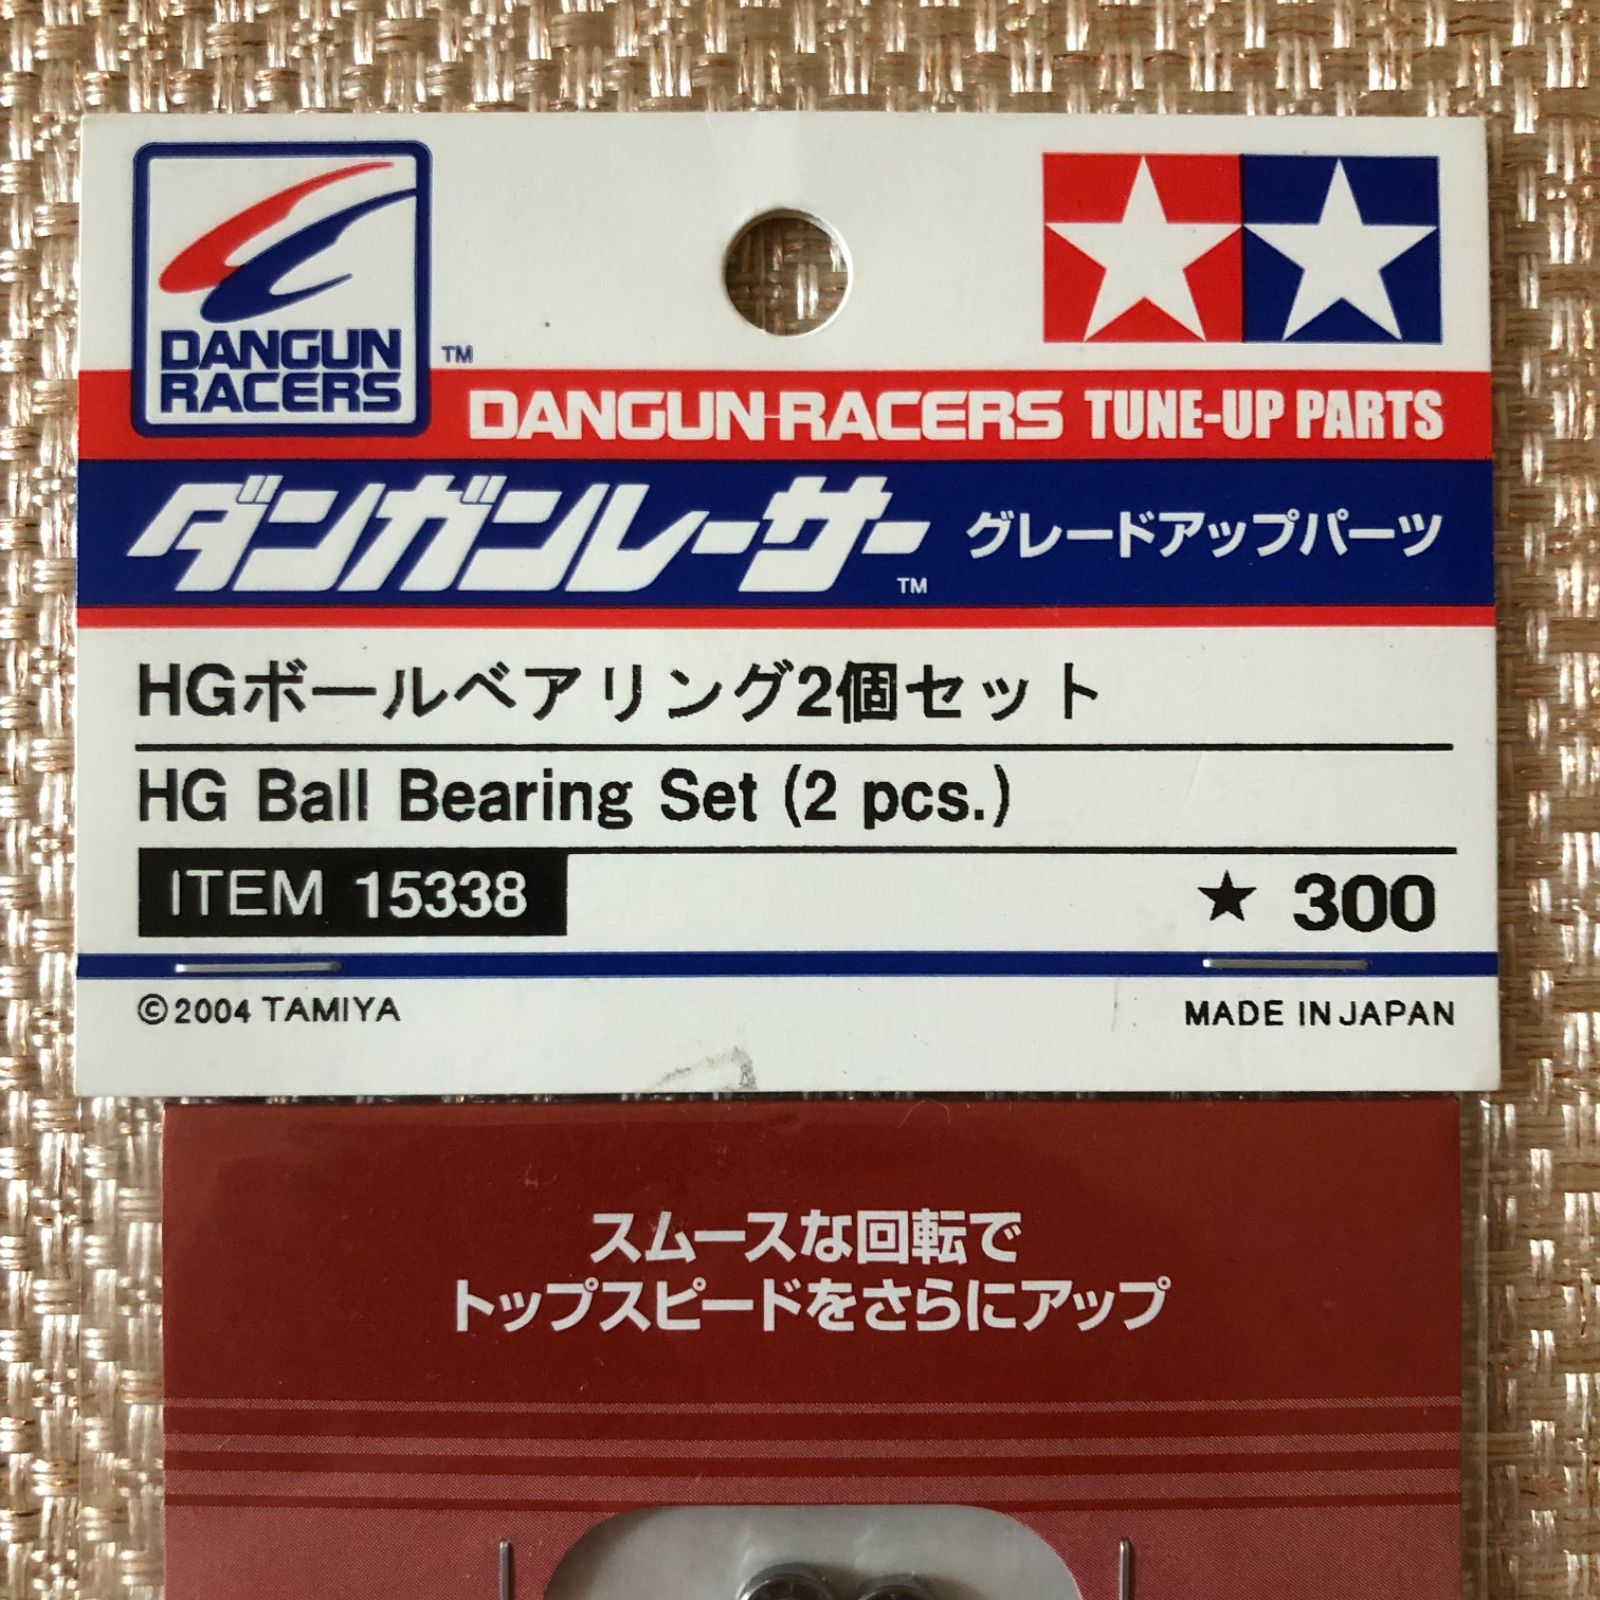 DANGUN
RACERS
TM
DANGUN-RACERS TUNE-UP PARTS
ダンガンレーサー TM グレードアップパーツ
HGボールベアリング2個セット
HG Ball Bearing Set (2 pcs.)
ITEM 15338 ★ 300
©2004 TAMIYA MADE IN JAPAN
スムースな回転で
トップスピードをさらにアップ